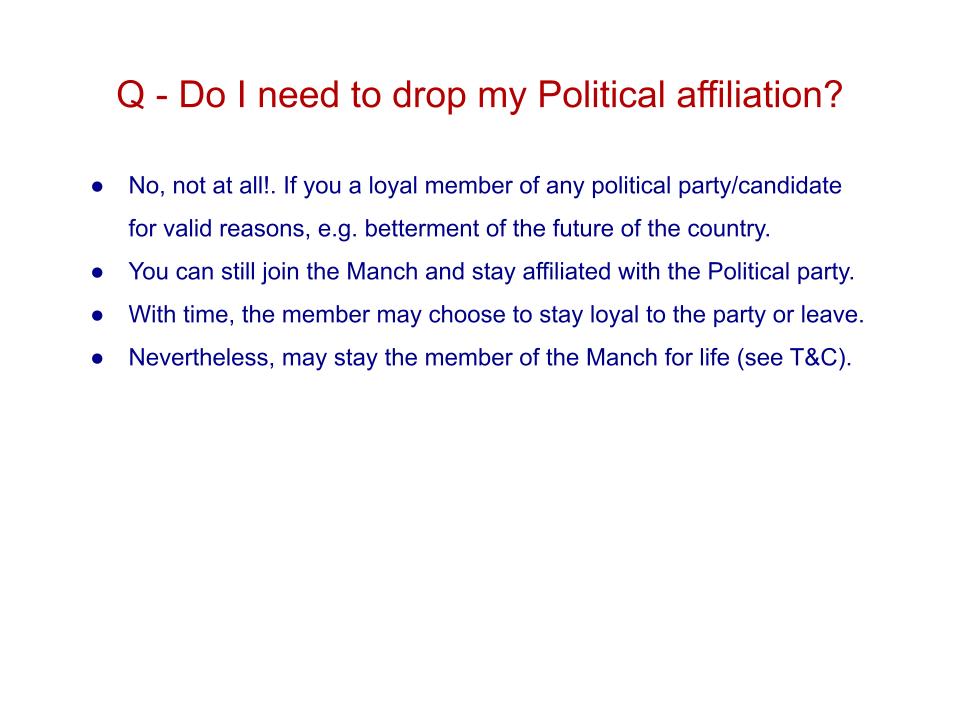 Q - Do I need to drop my Political affiliation?
● No, not at all!. If you a loyal member of any political party/candidate
for valid reasons, e.g. betterment of the future of the country.
● You can still join the Manch and stay affiliated with the Political party.
● With time, the member may choose to stay loyal to the party or leave.
● Nevertheless, may stay the member of the Manch for life (see T&C).